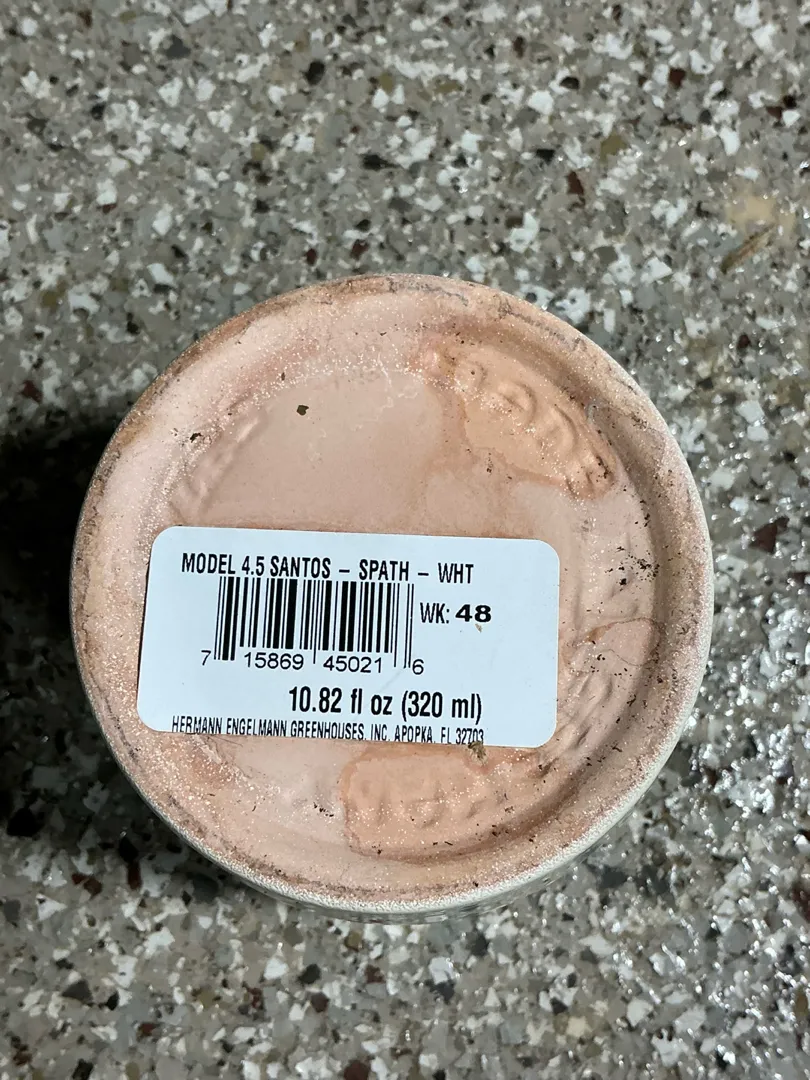 MODEL 4.5 SANTOS – SPATH – WHT
WK: 48
7 15869 45021 6
10.82 fl oz (320 ml)
HERMANN ENGELMANN GREENHOUSES, INC. APOPKA, FL 32703